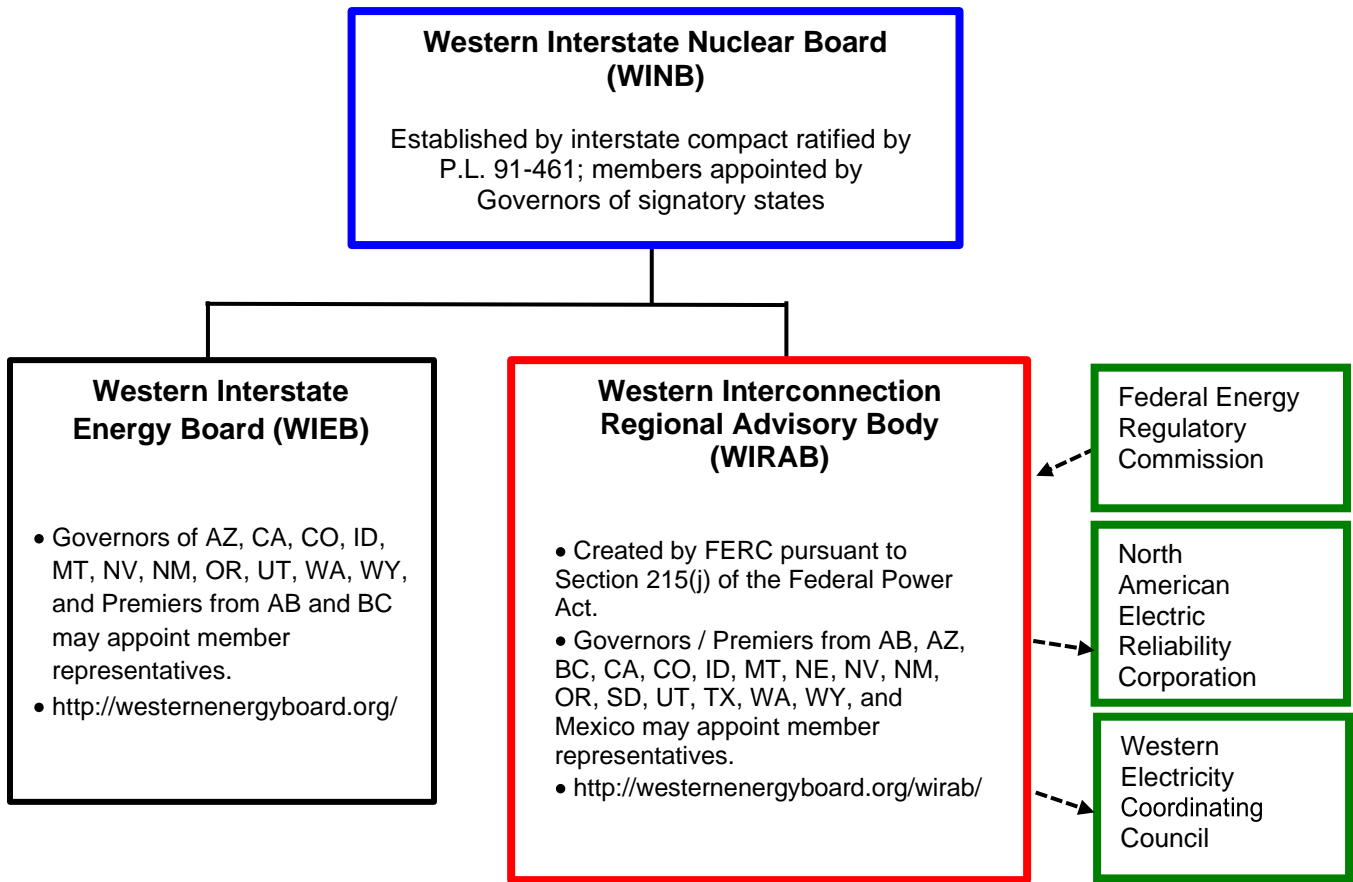 Western Interstate Nuclear Board
(WINB)
Established by interstate compact ratified by
P.L. 91-461; members appointed by
Governors of signatory states
Western Interstate
Energy Board (WIEB)
• Governors of AZ, CA, CO, ID,
MT, NV, NM, OR, UT, WA, WY,
and Premiers from AB and BC
may appoint member
representatives.
• http://westernenergyboard.org/
Western Interconnection
Regional Advisory Body
(WIRAB)
• Created by FERC pursuant to
Section 215(j) of the Federal Power
Act.
• Governors / Premiers from AB, AZ,
BC, CA, CO, ID, MT, NE, NV, NM,
OR, SD, UT, TX, WA, WY, and
Mexico may appoint member
representatives.
• http://westernenergyboard.org/wirab/
Federal Energy
Regulatory
Commission
North
American
Electric
Reliability
Corporation
Western
Electricity
Coordinating
Council